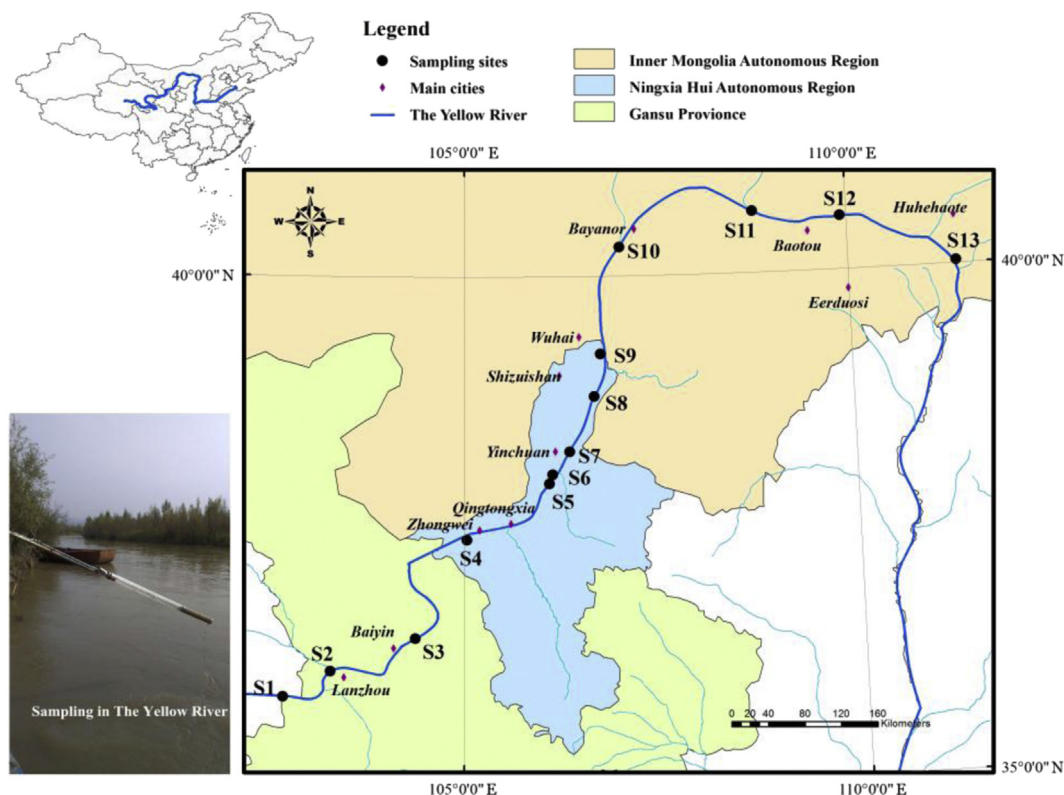 Legend
Sampling sites
Main cities
The Yellow River
Inner Mongolia Autonomous Region
Ningxia Hui Autonomous Region
Gansu Provionce
105°0'0" E
110°0'0" E
N
W
E
S
Bayanor
S10
S11
S12
Huhehaote
Baotou
S13
40°0'0" N
40°0'0" N
Eerduosi
Wuhai
S9
Shizuishan
S8
Yinchuan
S7
S6
S5
Qingtongxia
Zhongwei
S4
Baiyin
S3
S2
S1
Lanzhou
Sampling in The Yellow River
0 20 40 80 120 160
Kilometers
35°0'0" N
105°0'0" E
110°0'0" E